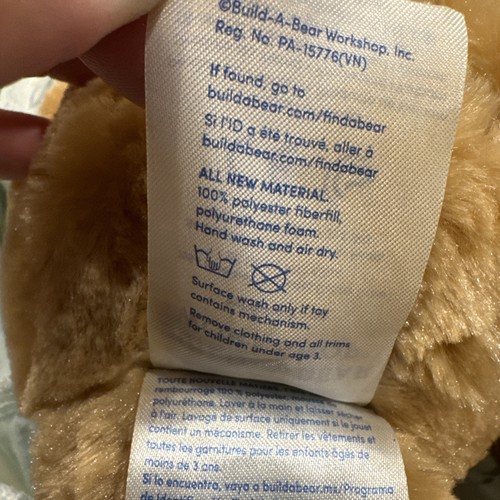 ©Build-A-Bear Workshop, Inc.
Reg. No. PA-15776(VN)
If found, go to
buildabear.com/findabear
Si l'ID a été trouvé, aller à
buildabear.com/findabear
ALL NEW MATERIAL.
100% polyester fiberfill,
polyurethane foam.
Hand wash and air dry.
Surface wash only if toy
contains mechanism.
Remove clothing and all trims
for children under age 3.
TOUTE NOUVELLE
rembourrage 100 % polyester,
polyuréthane. Laver à la main et laisser sécher
à l'air. Lavage de surface uniquement si le jouet
contient un mécanisme. Retirer les vêtements et
toutes les garnitures pour les enfants âgés de
moins de 3 ans.
Si lo encuentra, vaya a buildabear.mx/Programa